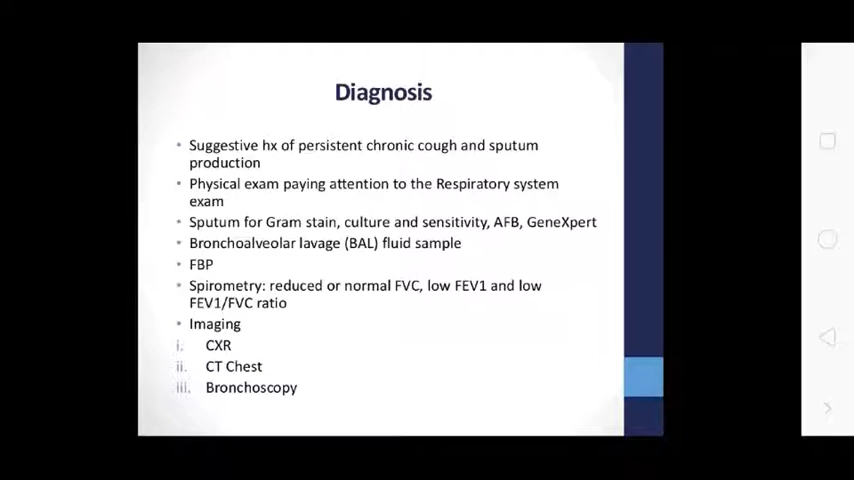 Diagnosis
• Suggestive hx of persistent chronic cough and sputum
production
• Physical exam paying attention to the Respiratory system
exam
• Sputum for Gram stain, culture and sensitivity, AFB, GeneXpert
• Bronchoalveolar lavage (BAL) fluid sample
• FBP
• Spirometry: reduced or normal FVC, low FEV1 and low
FEV1/FVC ratio
• Imaging
i. CXR
ii. CT Chest
iii. Bronchoscopy